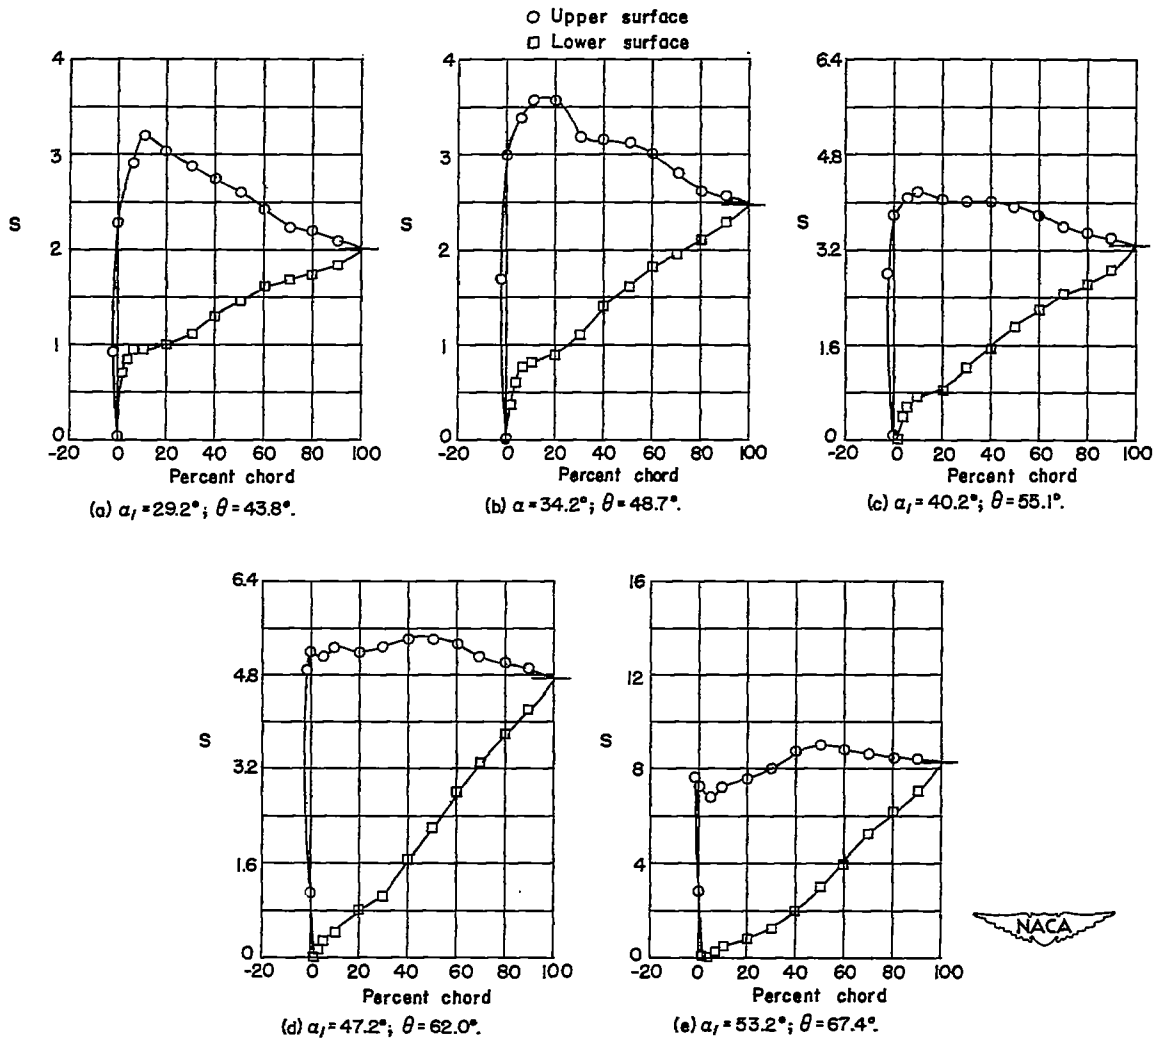 ○ Upper surface
□ Lower surface
4
3
S
2
1
0
-20 0 20 40 60 80 100
Percent chord
(a) α₁=29.2°; θ=43.8°.
4
3
S
2
1
0
-20 0 20 40 60 80 100
Percent chord
(b) α=34.2°; θ=48.7°.
6.4
4.8
S
3.2
1.6
0
-20 0 20 40 60 80 100
Percent chord
(c) α₁=40.2°; θ=55.1°.
6.4
4.8
S
3.2
1.6
0
-20 0 20 40 60 80 100
Percent chord
(d) α₁=47.2°; θ=62.0°.
16
12
S
8
4
0
-20 0 20 40 60 80 100
Percent chord
(e) α₁=53.2°; θ=67.4°.
NACA